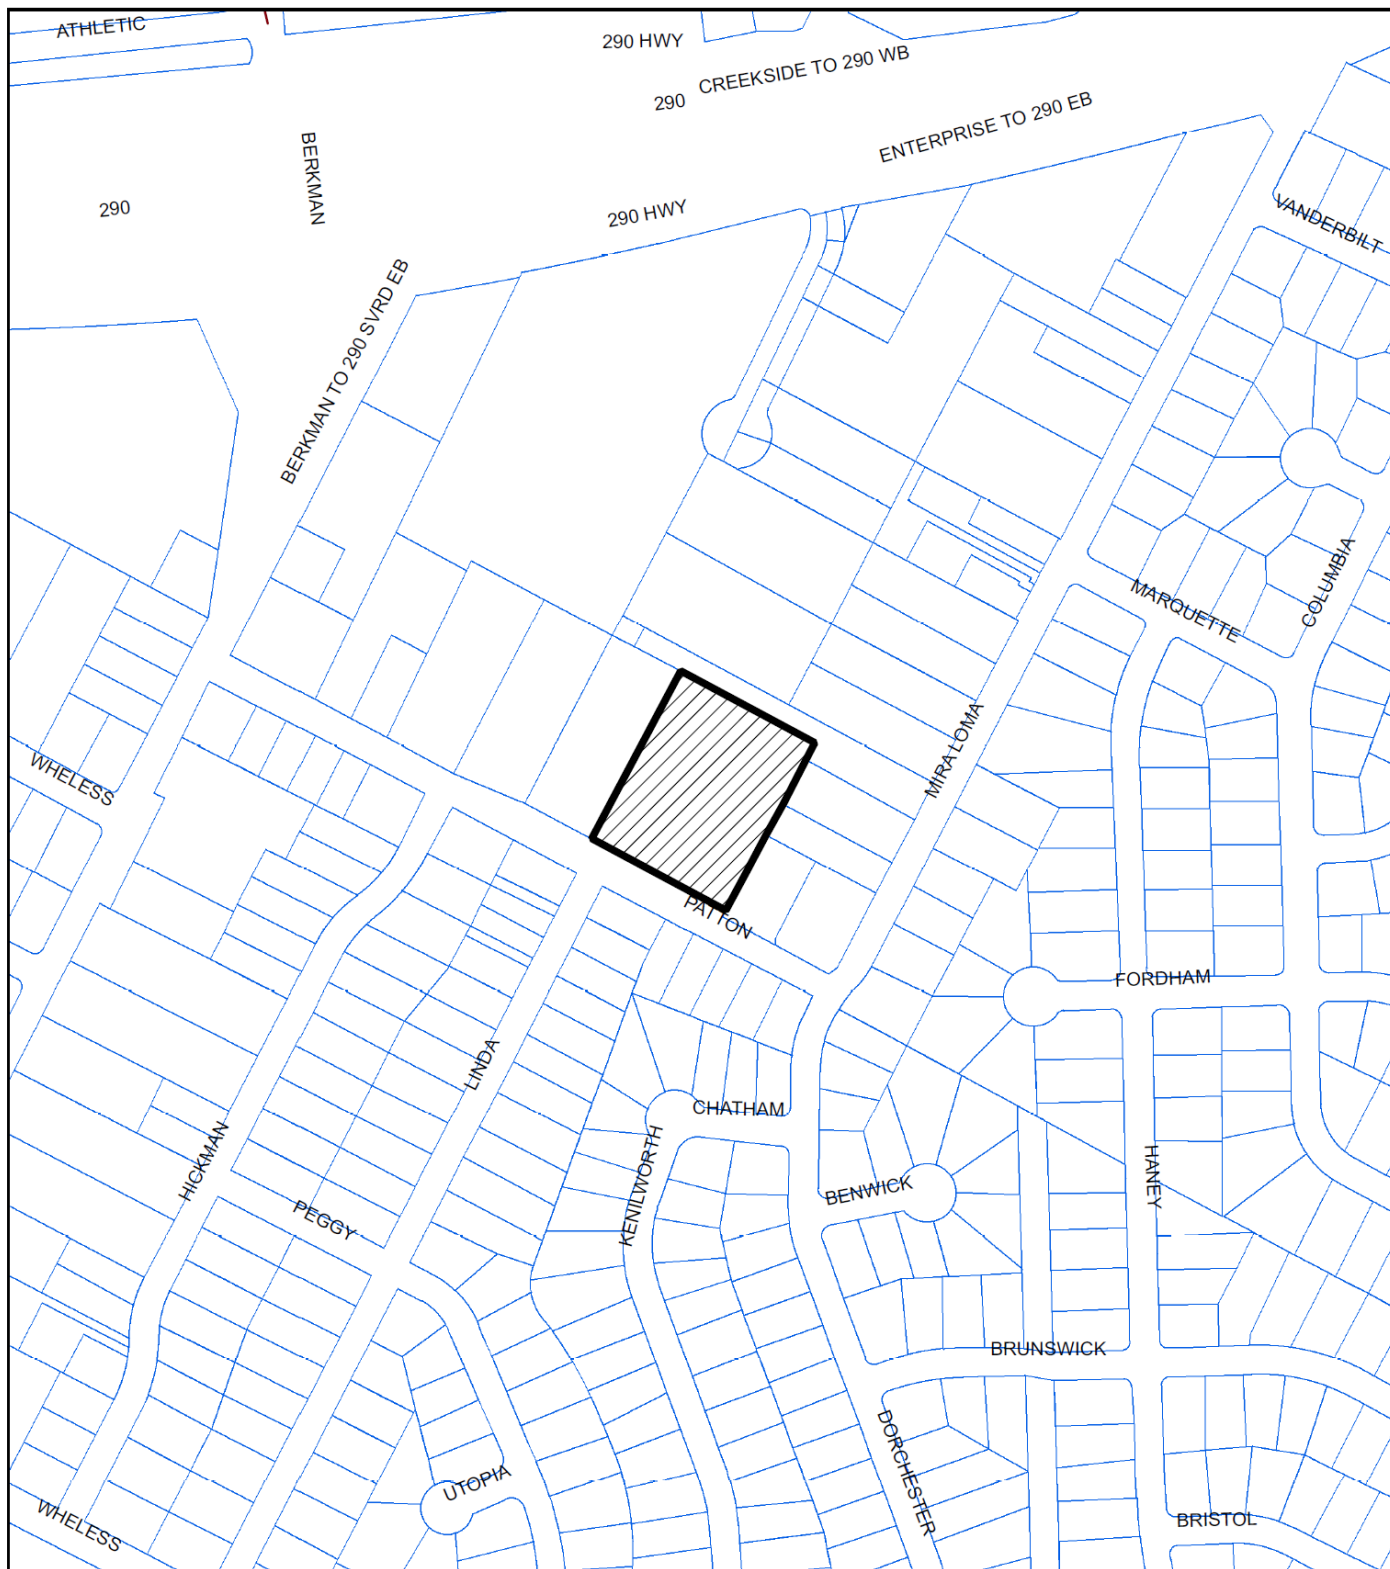 ATHLETIC
290 HWY
CREEKSIDE TO 290 WB
290
ENTERPRISE TO 290 EB
BERKMAN
290
290 HWY
VANDERBILT
BERKMAN TO 290 SVRD EB
COLUMBIA
MARQUETTE
MIRA LOMA
WHELESS
PATTON
FORDHAM
LINDA
CHATHAM
HICKMAN
KENILWORTH
HANEY
BENWICK
PEGGY
BRUNSWICK
DORCHESTER
UTOPIA
WHELESS
BRISTOL